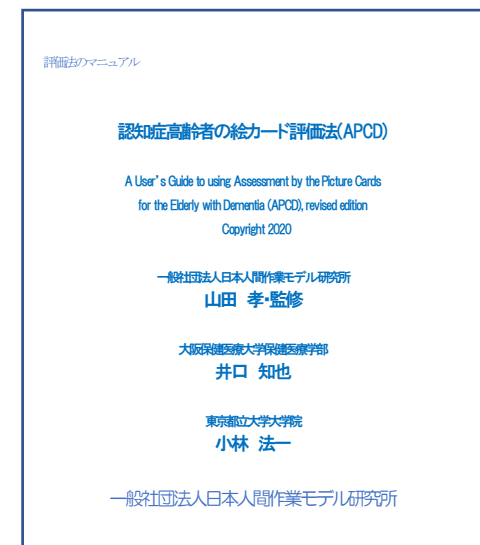 評価法のマニュアル
認知症高齢者の絵カード評価法(APCD)
A User's Guide to using Assessment by the Picture Cards
for the Elderly with Dementia (APCD), revised edition
Copyright 2020
一般社団法人日本人間作業モデル研究所
山田 孝・監修
大阪保健医療大学保健医療学部
井口 知也
東京都立大学大学院
小林 法一
一般社団法人日本人間作業モデル研究所